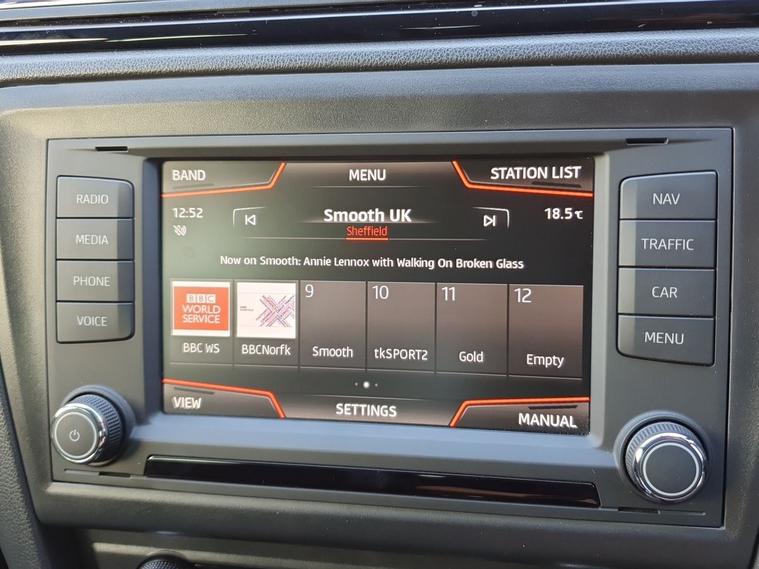 BAND MENU STATION LIST
12:52 Smooth UK 18.5°C
Sheffield
Now on Smooth: Annie Lennox with Walking On Broken Glass
BBC
WORLD
SERVICE
9 10 11 12
BBC WS BBCNorfk Smooth tkSPORT2 Gold Empty
VIEW SETTINGS MANUAL
RADIO
MEDIA
PHONE
VOICE
NAV
TRAFFIC
CAR
MENU